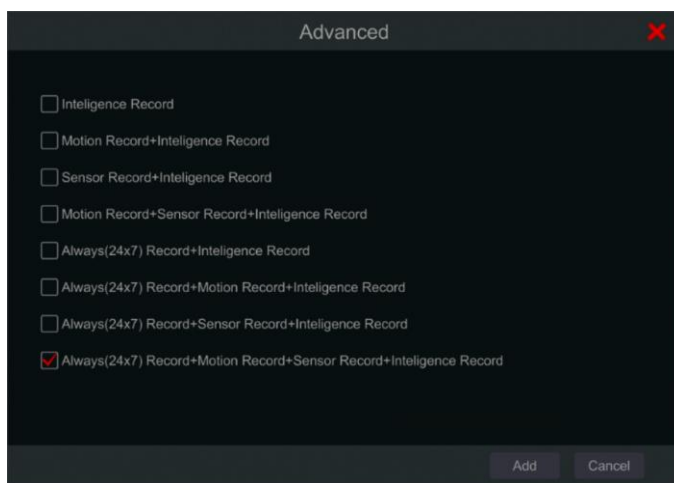 Advanced
Inteligence Record
Motion Record+Inteligence Record
Sensor Record+Inteligence Record
Motion Record+Sensor Record+Inteligence Record
Always(24x7) Record+Inteligence Record
Always(24x7) Record+Motion Record+Inteligence Record
Always(24x7) Record+Sensor Record+Inteligence Record
Always(24x7) Record+Motion Record+Sensor Record+Inteligence Record
Add Cancel